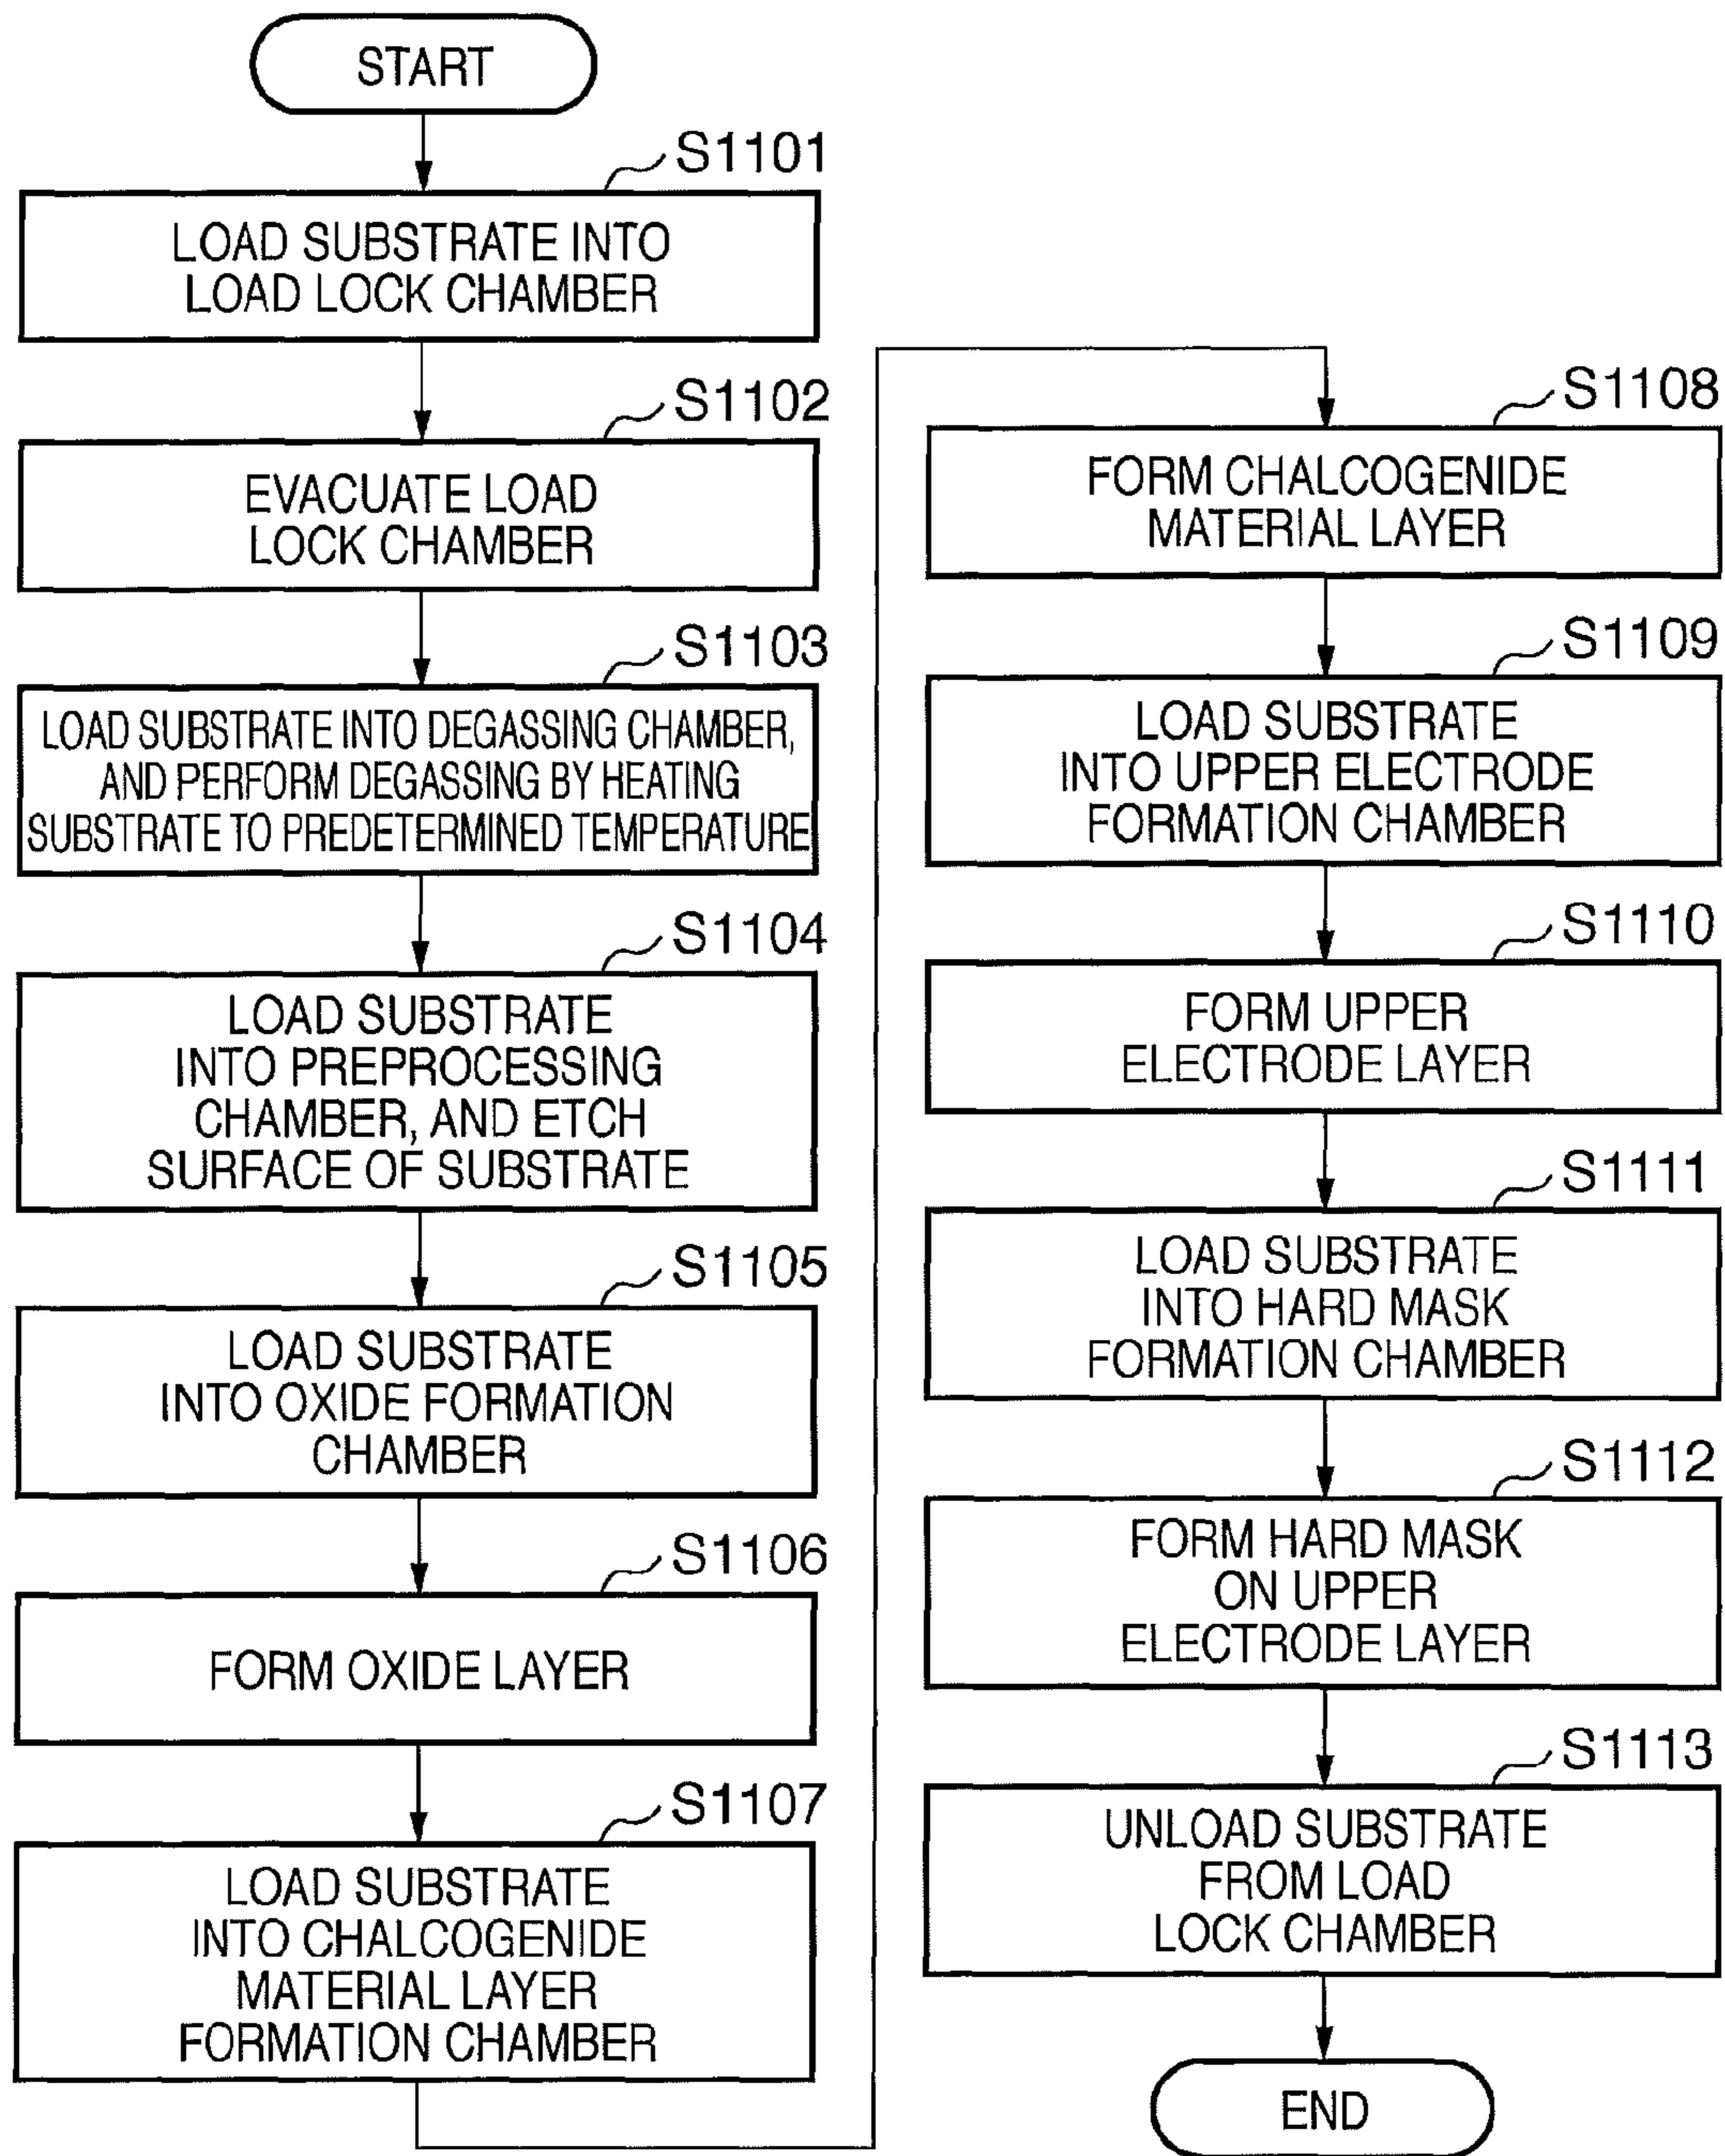 START
S1101
LOAD SUBSTRATE INTO
LOAD LOCK CHAMBER
S1102
EVACUATE LOAD
LOCK CHAMBER
S1103
LOAD SUBSTRATE INTO DEGASSING CHAMBER,
AND PERFORM DEGASSING BY HEATING
SUBSTRATE TO PREDETERMINED TEMPERATURE
S1104
LOAD SUBSTRATE
INTO PREPROCESSING
CHAMBER, AND ETCH
SURFACE OF SUBSTRATE
S1105
LOAD SUBSTRATE
INTO OXIDE FORMATION
CHAMBER
S1106
FORM OXIDE LAYER
S1107
LOAD SUBSTRATE
INTO CHALCOGENIDE
MATERIAL LAYER
FORMATION CHAMBER
S1108
FORM CHALCOGENIDE
MATERIAL LAYER
S1109
LOAD SUBSTRATE
INTO UPPER ELECTRODE
FORMATION CHAMBER
S1110
FORM UPPER
ELECTRODE LAYER
S1111
LOAD SUBSTRATE
INTO HARD MASK
FORMATION CHAMBER
S1112
FORM HARD MASK
ON UPPER
ELECTRODE LAYER
S1113
UNLOAD SUBSTRATE
FROM LOAD
LOCK CHAMBER
END